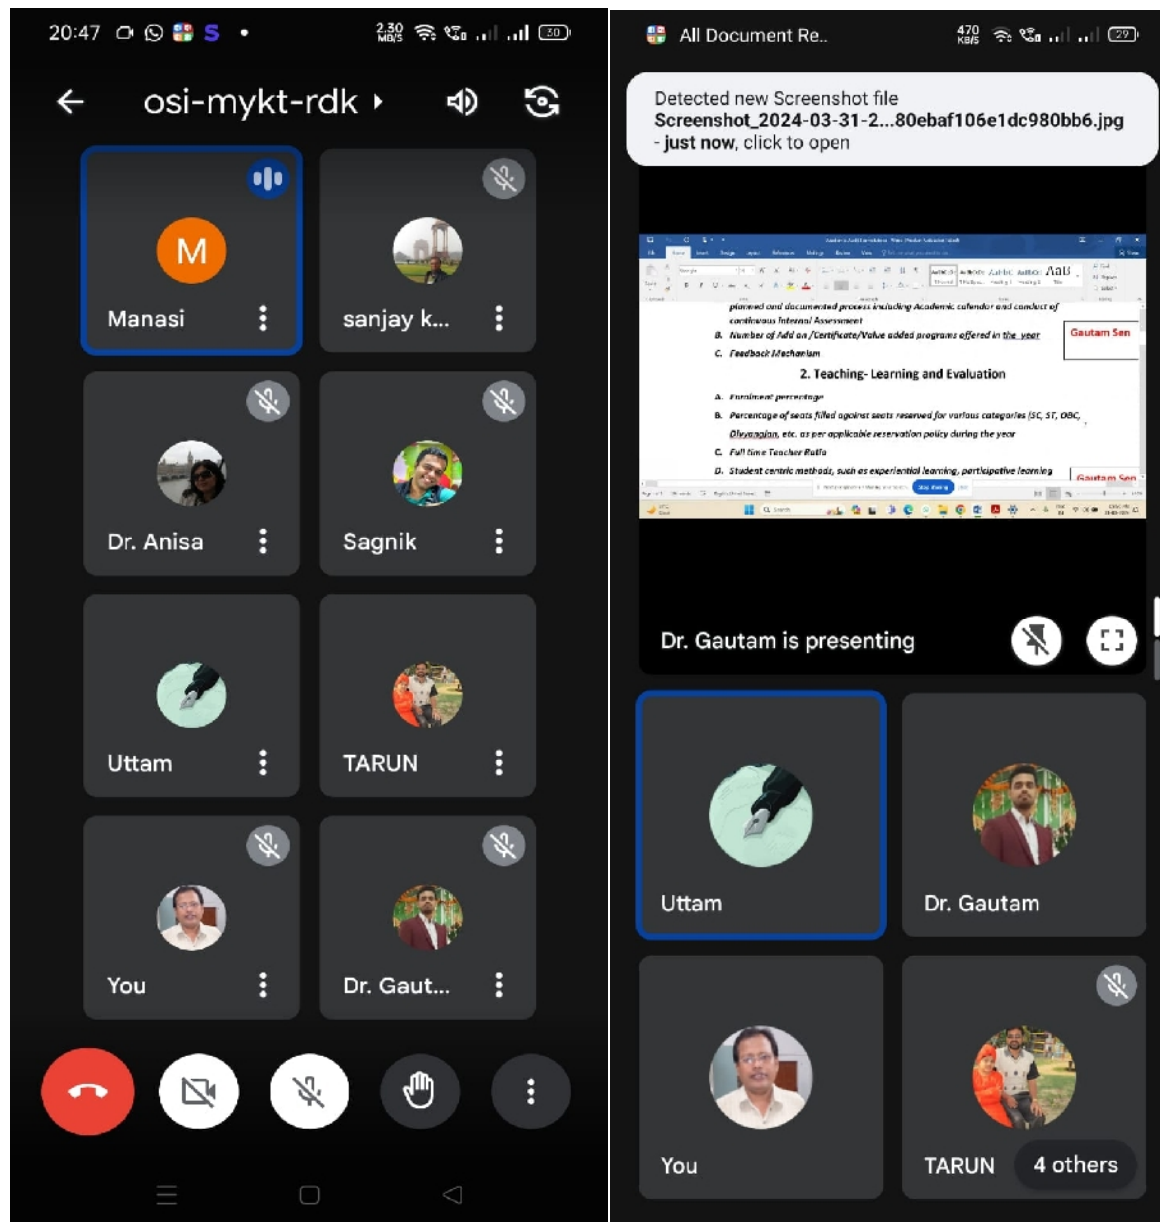 20:47
2.30
MB/S
30
osi-mykt-rdk
M
Manasi
sanjay k...
Dr. Anisa
Sagnik
Uttam
TARUN
You
Dr. Gaut...
All Document Re..
470
KB/S
29
Detected new Screenshot file
Screenshot_2024-03-31-2...80ebaf106e1dc980bb6.jpg
- just now, click to open
planned and documented process including Academic calendar and conduct of
continuous Internal Assessment
B. Number of Add on /Certificate/Value added programs offered in the year
C. Feedback Mechanism
Gautam Sen
2. Teaching- Learning and Evaluation
A. Enrolment percentage
B. Percentage of seats filled against seats reserved for various categories (SC, ST, OBC,
Divyangjan, etc. as per applicable reservation policy during the year
C. Full time Teacher Ratio
D. Student centric methods, such as experiential learning, participative learning
Gautam Sen
Stop sharing
Search
Dr. Gautam is presenting
Uttam
Dr. Gautam
You
TARUN
4 others